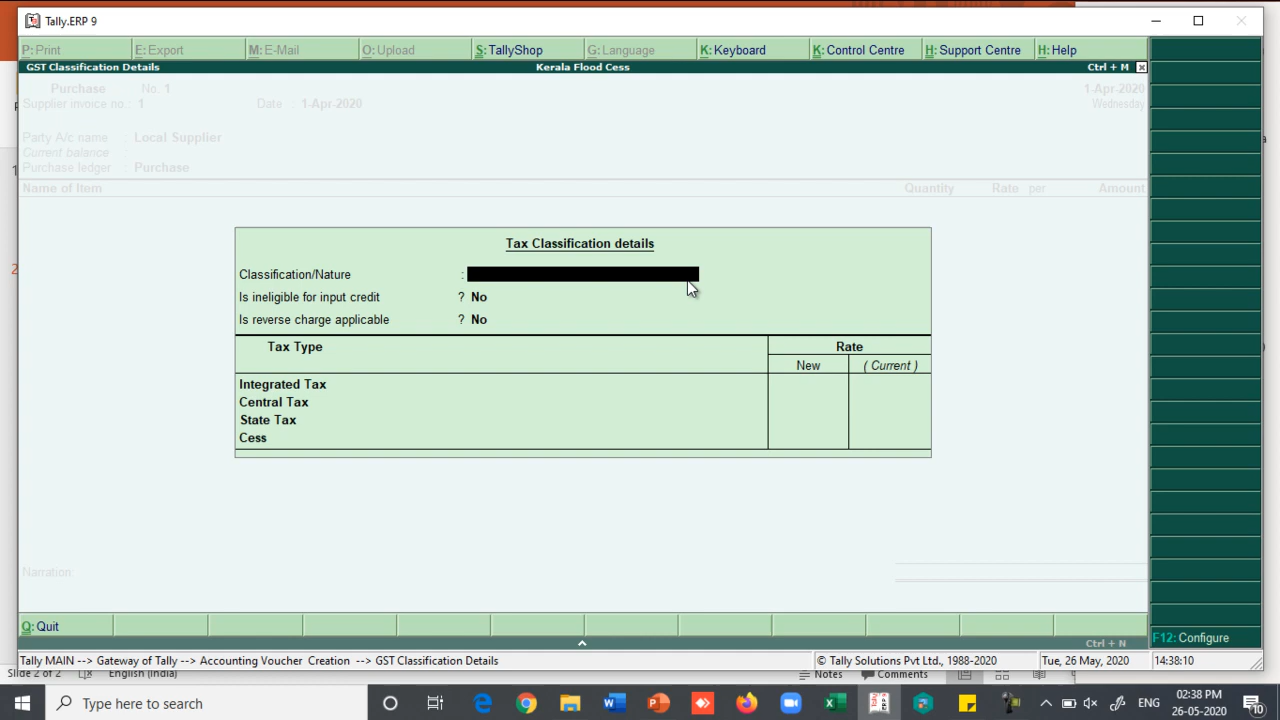 Tally.ERP 9
P: Print E: Export M: E-Mail O: Upload S: TallyShop G: Language K: Keyboard K: Control Centre H: Support Centre H: Help
GST Classification Details Kerala Flood Cess Ctrl + M
Purchase No. 1 1-Apr-2020
Supplier invoice no.: 1 Date : 1-Apr-2020 Wednesday
Party A/c name : Local Supplier
Current balance :
Purchase ledger : Purchase
Name of Item Quantity Rate per Amount
Tax Classification details
Classification/Nature :
Is ineligible for input credit ? No
Is reverse charge applicable ? No
Tax Type Rate
New ( Current )
Integrated Tax
Central Tax
State Tax
Cess
Narration:
Q: Quit
F12: Configure
Ctrl + N
Tally MAIN --> Gateway of Tally --> Accounting Voucher Creation --> GST Classification Details © Tally Solutions Pvt Ltd., 1988-2020 Tue, 26 May, 2020 14:38:10
Slide 2 of 2 English (India) Notes Comments
Type here to search ENG 02:38 PM
26-05-2020 10